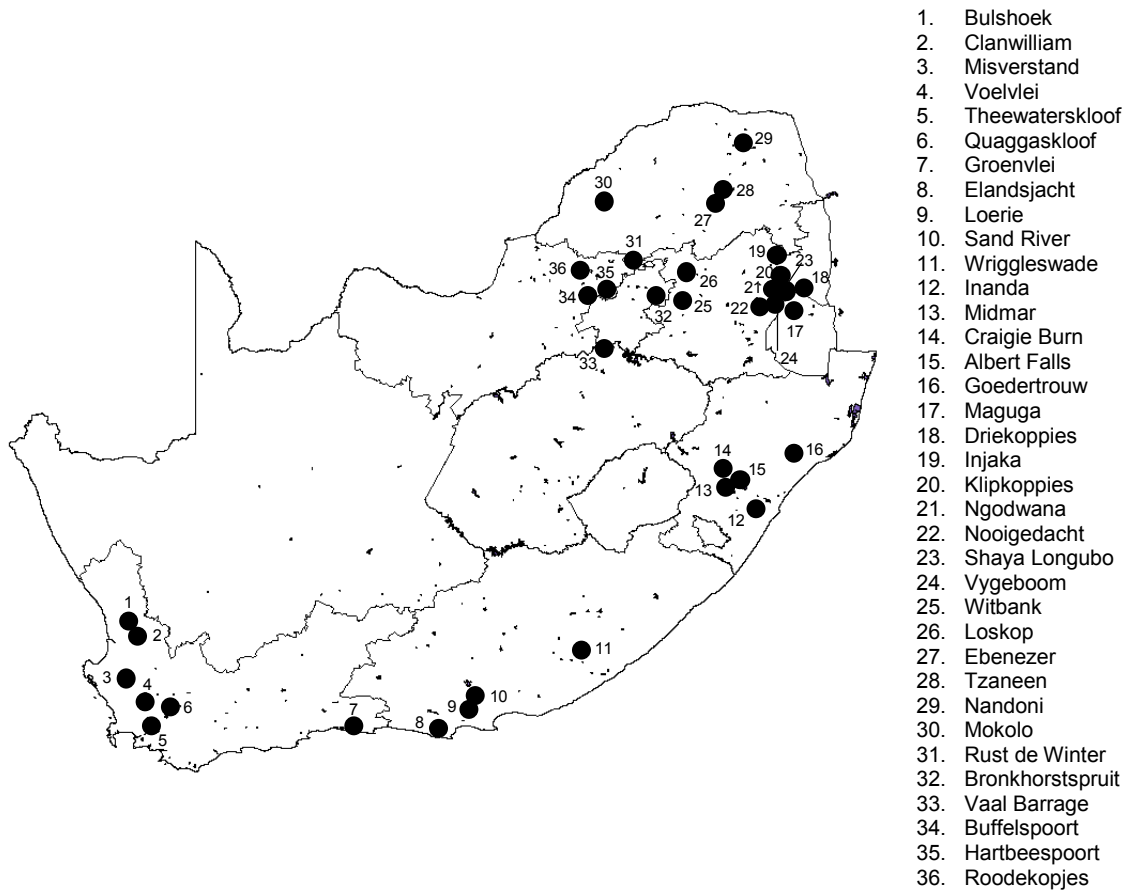 29
30
28
27
31
19
23
36
35
20
26
18
34
21
25
22
32
17
33
24
14
16
15
13
12
1
2
11
3
4
10
6
9
7
8
5
1. Bulshoek
2. Clanwilliam
3. Misverstand
4. Voelvlei
5. Theewaterskloof
6. Quaggaskloof
7. Groenvlei
8. Elandsjacht
9. Loerie
10. Sand River
11. Wriggleswade
12. Inanda
13. Midmar
14. Craigie Burn
15. Albert Falls
16. Goedertrouw
17. Maguga
18. Driekoppies
19. Injaka
20. Klipkoppies
21. Ngodwana
22. Nooigedacht
23. Shaya Longubo
24. Vygeboom
25. Witbank
26. Loskop
27. Ebenezer
28. Tzaneen
29. Nandoni
30. Mokolo
31. Rust de Winter
32. Bronkhorstspruit
33. Vaal Barrage
34. Buffelspoort
35. Hartbeespoort
36. Roodekopjes